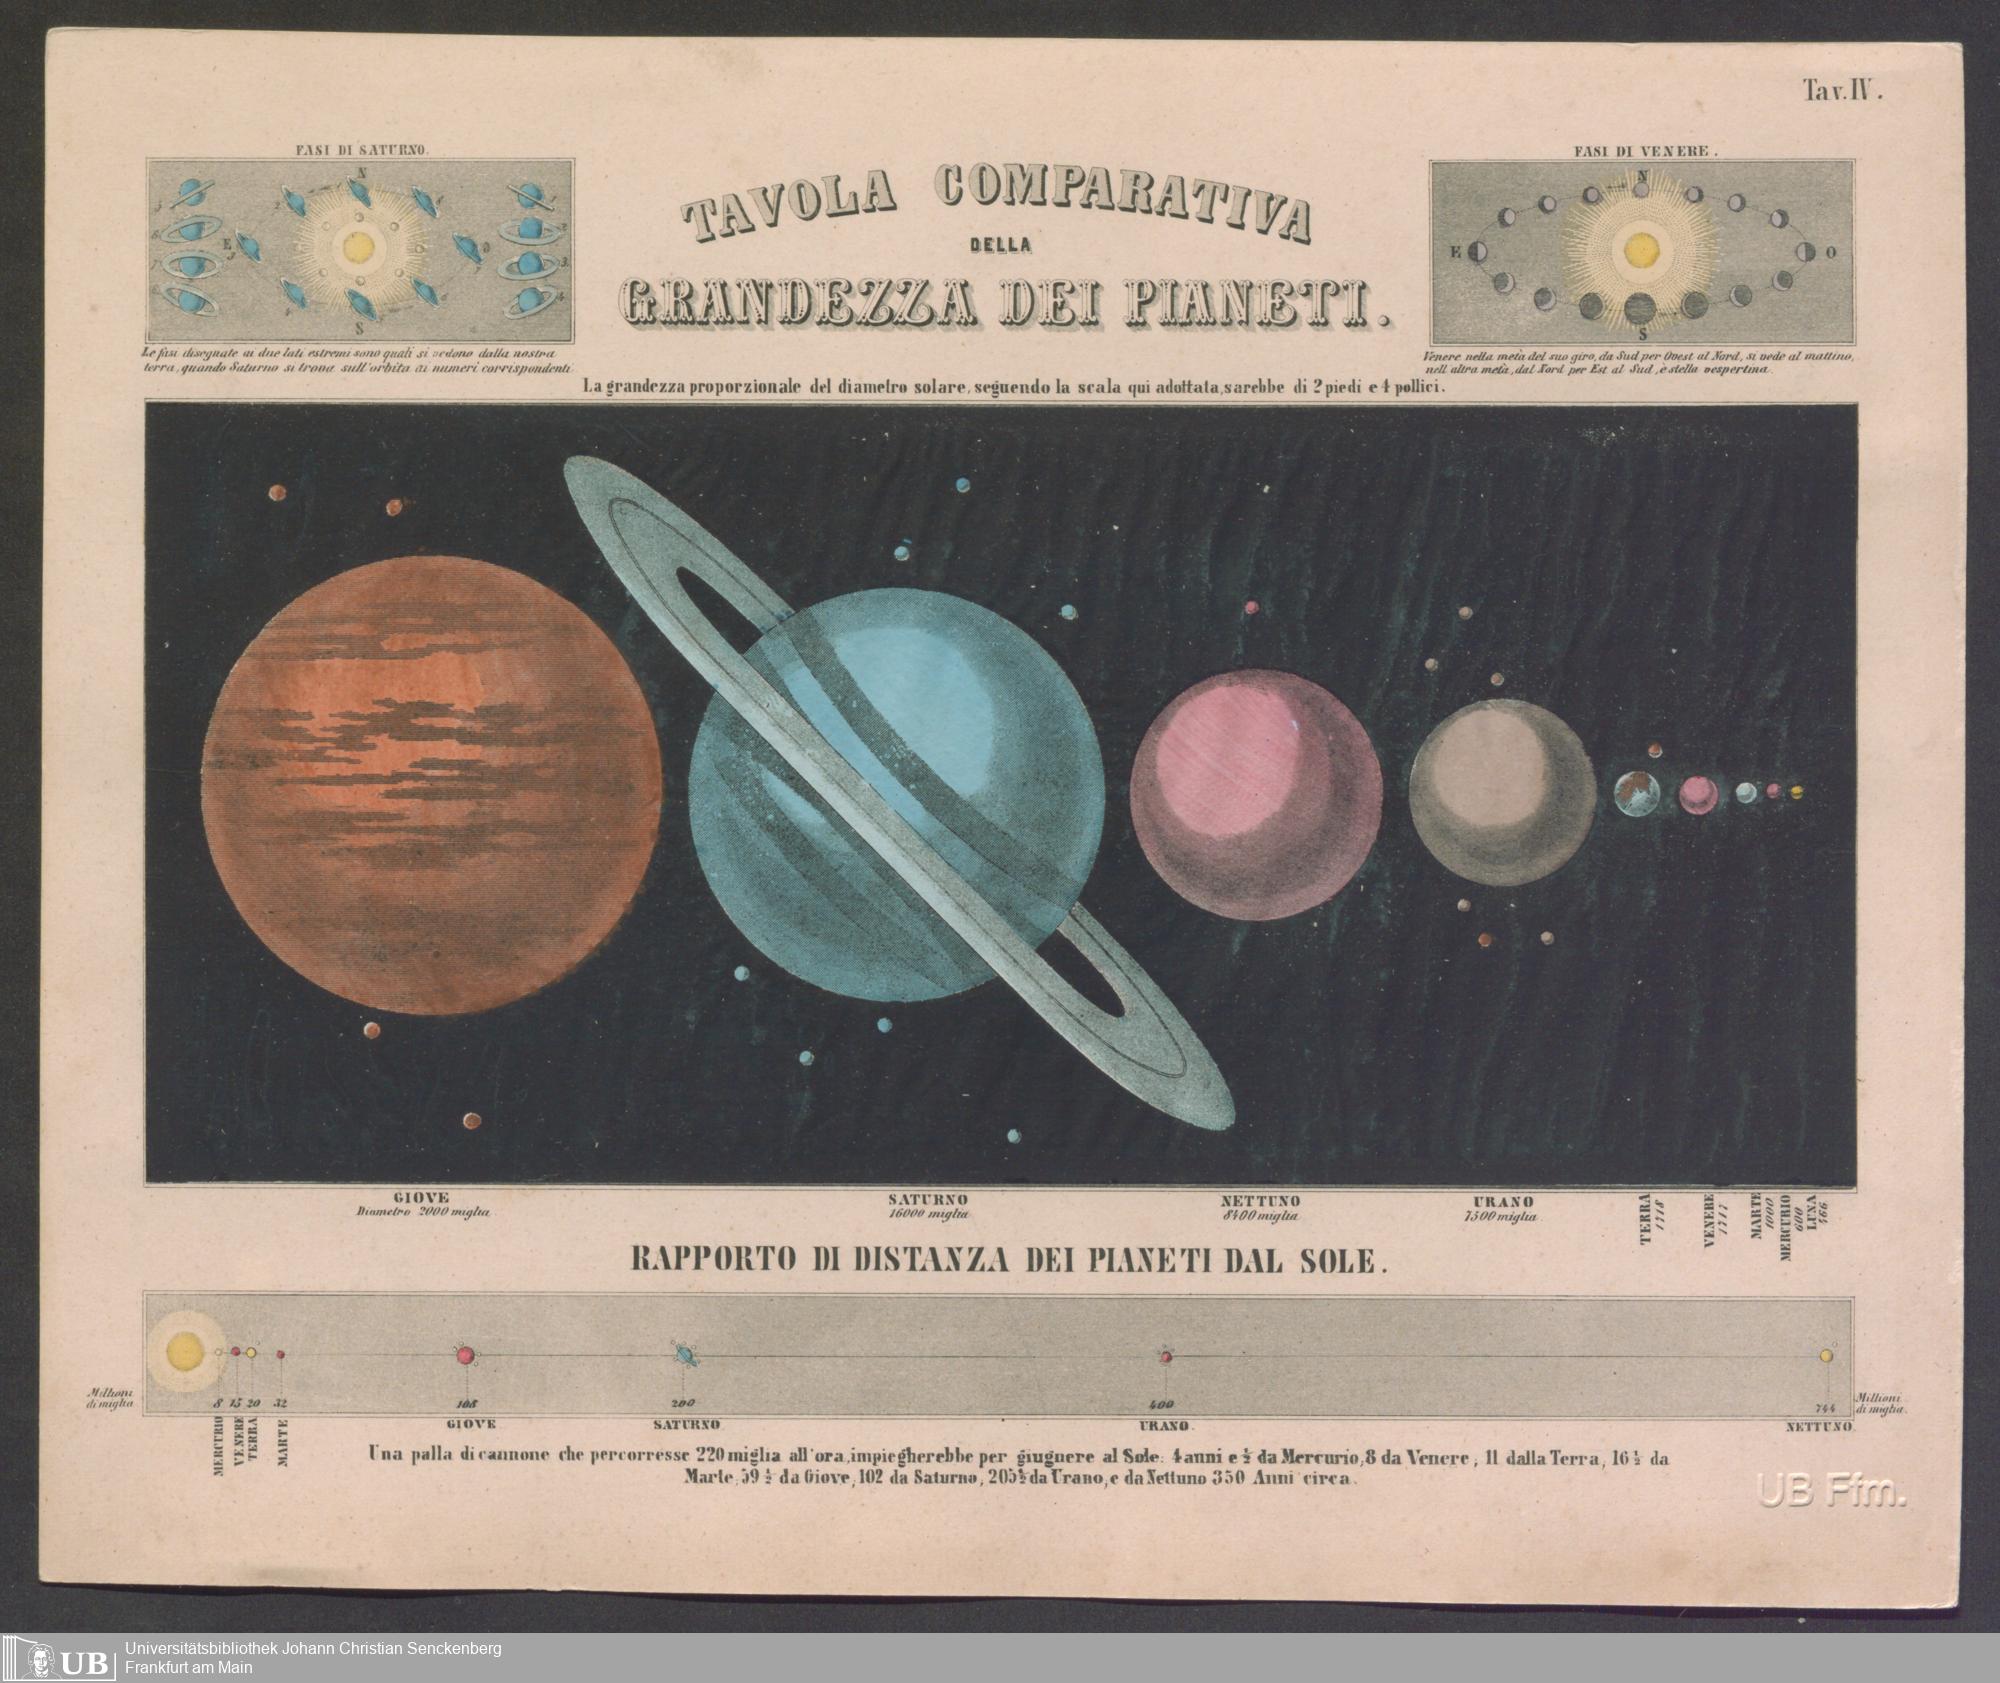 Tav. IV.
FASI DI SATURNO.
N
E
S
O
Le fasi disegnate ai due lati estremi sono quali si vedono dalla nostra
terra, quando Saturno si trova sull'orbita ai numeri corrispondenti
TAVOLA COMPARATIVA
DELLA
GRANDEZZA DEI PIANETI.
FASI DI VENERE.
N
E
O
S
Venere nella metà del suo giro, da Sud per Ovest al Nord, si vede al mattino,
nell altra metà, dal Nord per Est al Sud, è stella vespertina.
La grandezza proporzionale del diametro solare, seguendo la scala qui adottata, sarebbe di 2 piedi e 4 pollici.
GIOVE
Diametro 2000 miglia
SATURNO
16000 miglia
NETTUNO
8400 miglia
URANO
7500 miglia
TERRA
1718
VENERE
1717
MARTE
1000
MERCURIO
600
LUNA
466
RAPPORTO DI DISTANZA DEI PIANETI DAL SOLE.
Millioni
di miglia
8 15 20 32 108 200 400 744
Millioni
di miglia
MERCURIO
VENERE
TERRA
MARTE
GIOVE
SATURNO
URANO
NETTUNO
Una palla di cannone che percorresse 220 miglia all'ora, impiegherebbe per giugnere al Sole: 4 anni e ½ da Mercurio, 8 da Venere, 11 dalla Terra, 16 ½ da
Marte, 59 ½ da Giove, 102 da Saturno, 205 ½ da Urano, e da Nettuno 350 Anni circa.
UB Ffm.
UB
Universitätsbibliothek Johann Christian Senckenberg
Frankfurt am Main